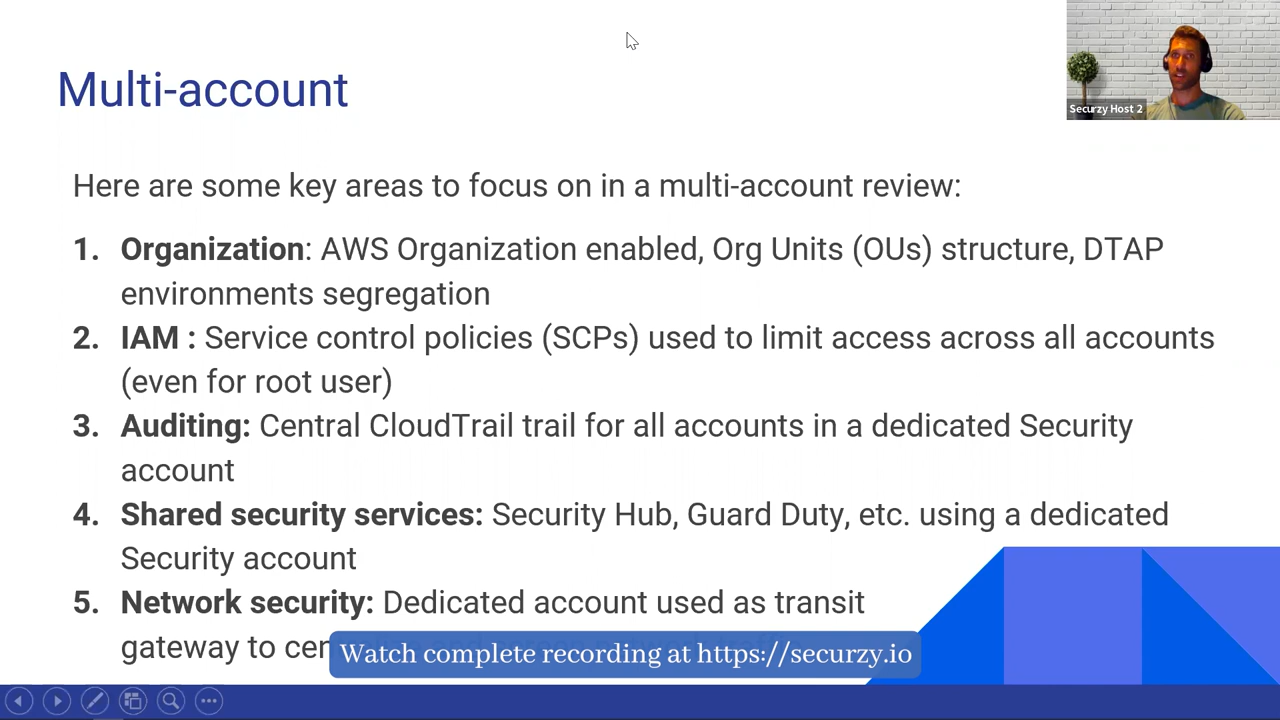 Multi-account
Securzy Host 2
Here are some key areas to focus on in a multi-account review:
1. Organization: AWS Organization enabled, Org Units (OUs) structure, DTAP
environments segregation
2. IAM : Service control policies (SCPs) used to limit access across all accounts
(even for root user)
3. Auditing: Central CloudTrail trail for all accounts in a dedicated Security
account
4. Shared security services: Security Hub, Guard Duty, etc. using a dedicated
Security account
5. Network security: Dedicated account used as transit
gateway to
Watch complete recording at https://securzy.io